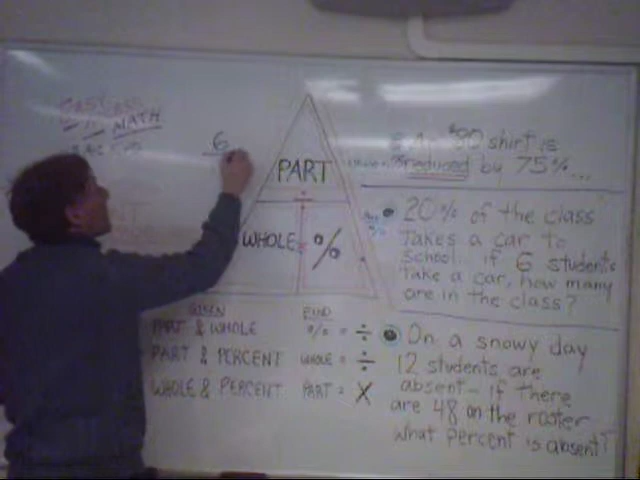 MATH
6
PART
WHOLE
%
GIVEN FIND
PART & WHOLE % = ÷
PART & PERCENT WHOLE = ÷
WHOLE & PERCENT PART = X
shirt is
reduced by 75%...
20% of the class
takes a car to
school.. if 6 students
take a car, how many
are in the class?
On a snowy day
12 students are
absent- if there
are 48 on the roster
what percent is absent?